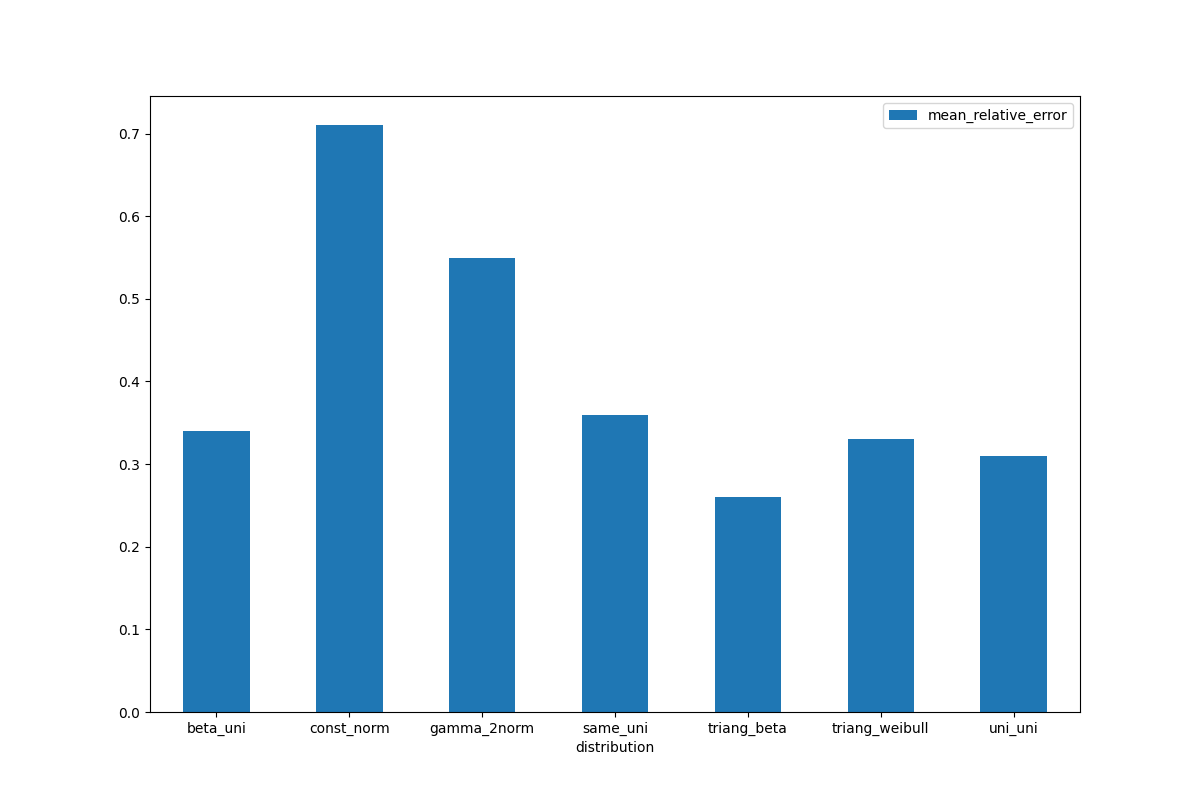 mean_relative_error
0.7
0.6
0.5
0.4
0.3
0.2
0.1
0.0
beta_uni const_norm gamma_2norm same_uni triang_beta triang_weibull uni_uni
distribution